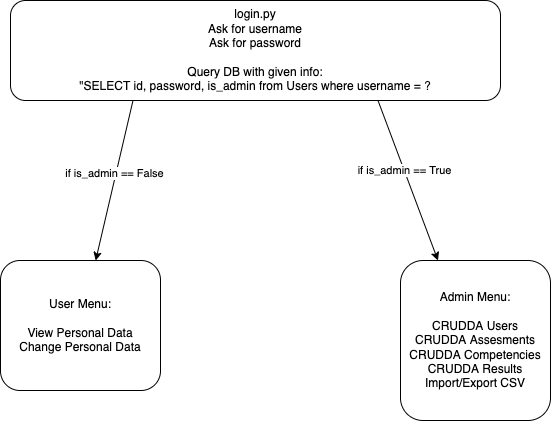 login.py
Ask for username
Ask for password
Query DB with given info:
"SELECT id, password, is_admin from Users where username = ?
if is_admin == False
if is_admin == True
User Menu:
View Personal Data
Change Personal Data
Admin Menu:
CRUDDA Users
CRUDDA Assesments
CRUDDA Competencies
CRUDDA Results
Import/Export CSV